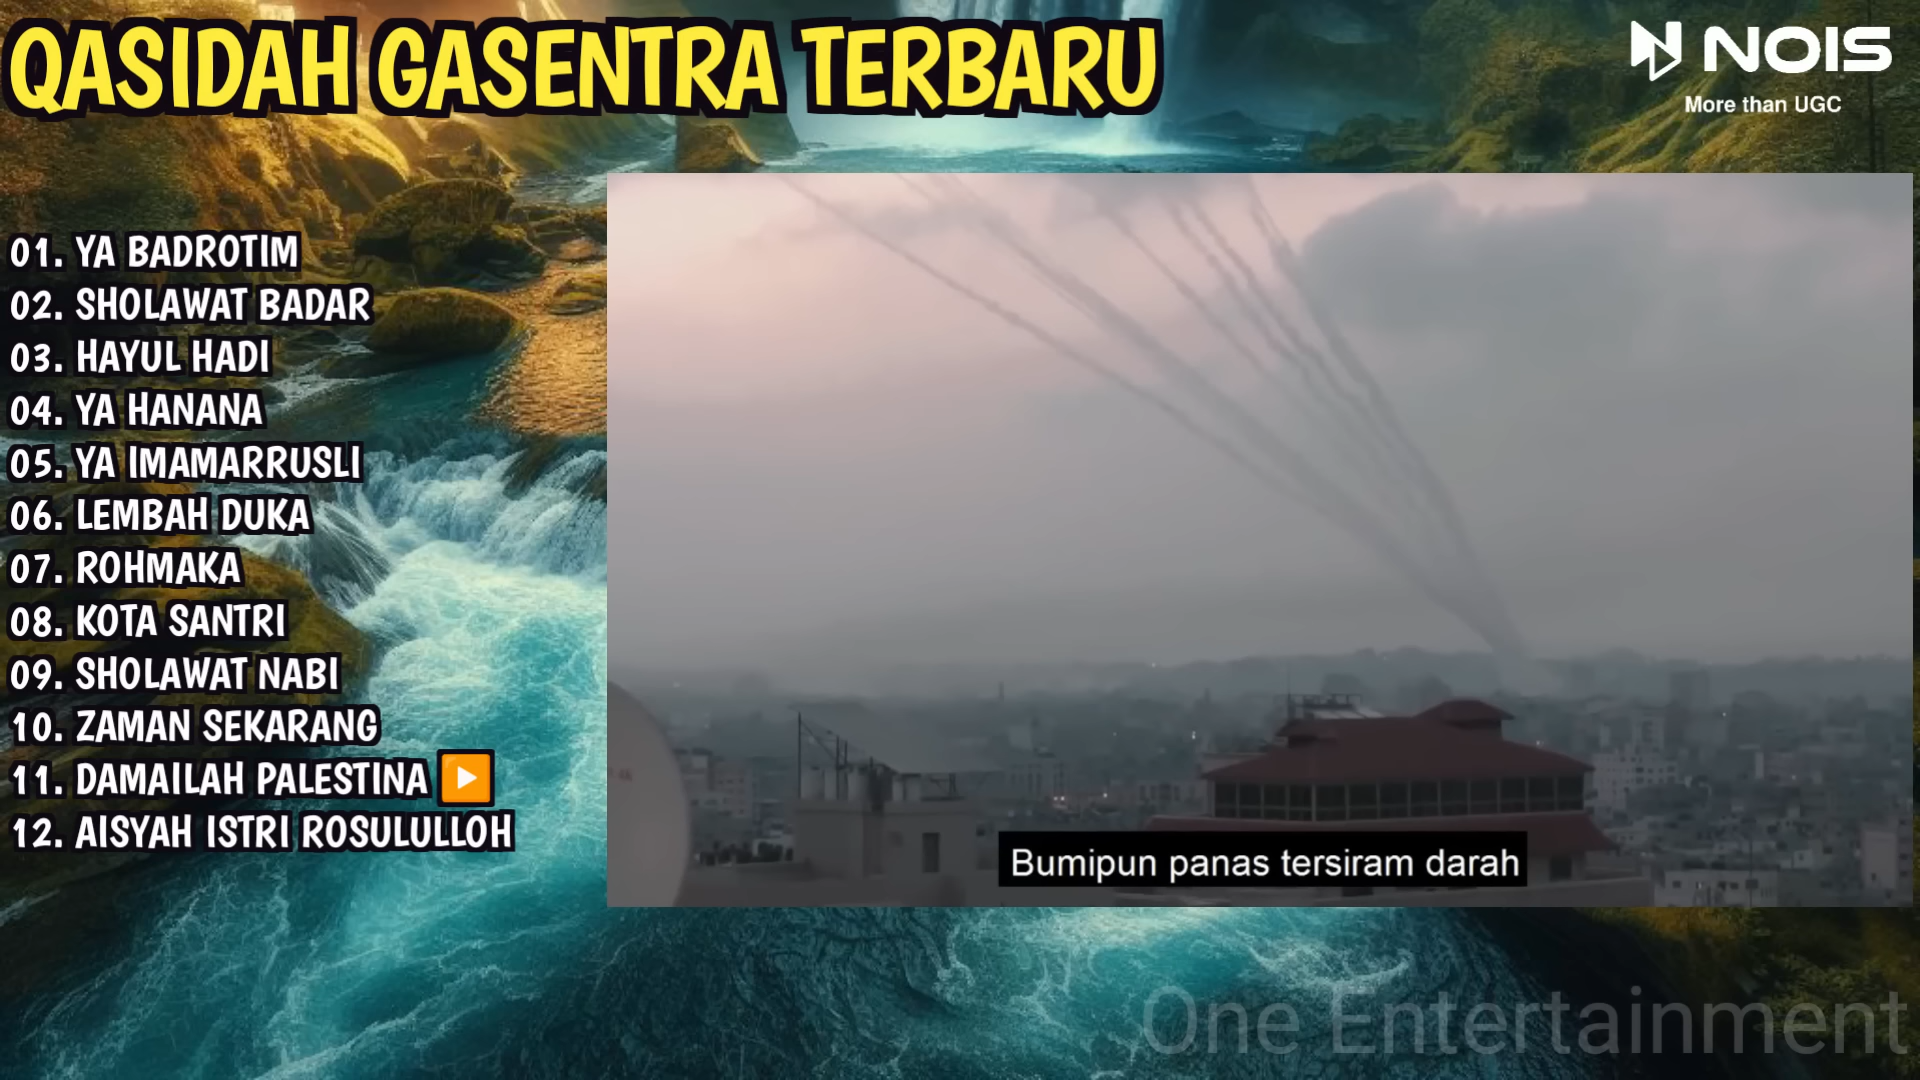 QASIDAH GASENTRA TERBARU
NOIS
More than UGC
01. YA BADROTIM
02. SHOLAWAT BADAR
03. HAYUL HADI
04. YA HANANA
05. YA IMAMARRUSLI
06. LEMBAH DUKA
07. ROHMAKA
08. KOTA SANTRI
09. SHOLAWAT NABI
10. ZAMAN SEKARANG
11. DAMAILAH PALESTINA
12. AISYAH ISTRI ROSULULLOH
Bumipun panas tersiram darah
One Entertainment